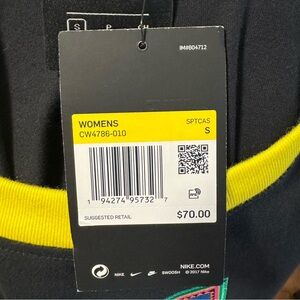 S
IM#804712
WOMENS
CW4786-010
SPTCAS
S
1 94274 95732 7
SUGGESTED RETAIL
$70.00
NIKE.COM
NIKE SWOOSH © 2017 Nike